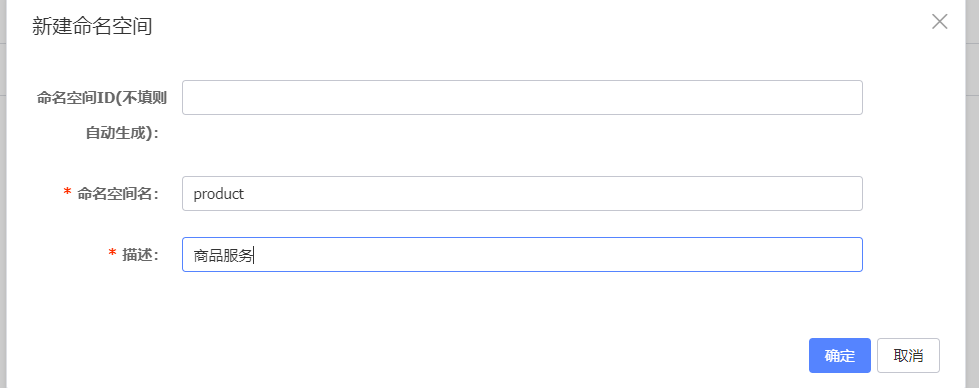 新建命名空间
命名空间ID(不填则
自动生成)：
* 命名空间名：
product
* 描述：
商品服务
确定
取消